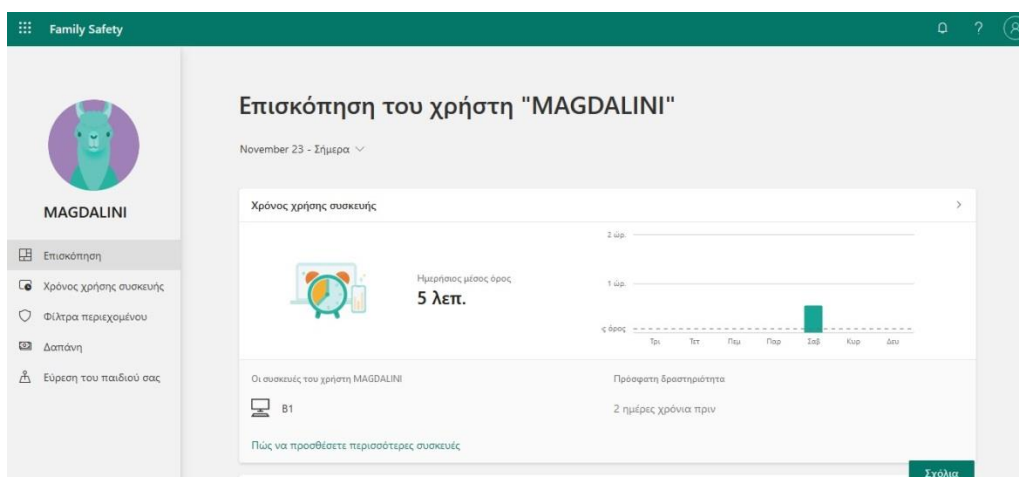 Family Safety
?
MAGDALINI
Επισκόπηση
Χρόνος χρήσης συσκευής
Φίλτρα περιεχομένου
Δαπάνη
Εύρεση του παιδιού σας
Επισκόπηση του χρήστη "MAGDALINI"
November 23 - Σήμερα
Χρόνος χρήσης συσκευής
Ημερήσιος μέσος όρος
5 λεπ.
2 ώρ.
1 ώρ.
ς όρος
Τρι Τετ Πεμ Παρ Σαβ Κυρ Δευ
Οι συσκευές του χρήστη MAGDALINI
B1
Πώς να προσθέσετε περισσότερες συσκευές
Πρόσφατη δραστηριότητα
2 ημέρες χρόνια πριν
Σχόλια